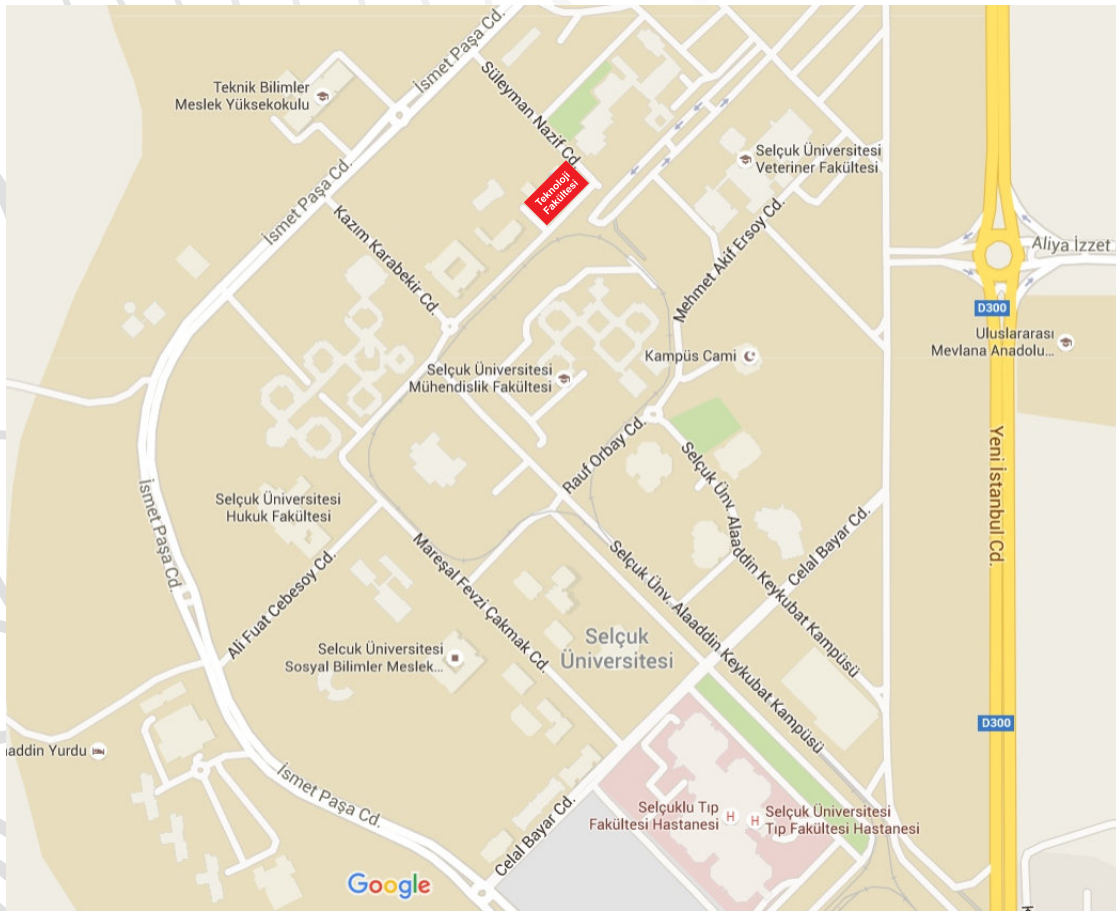 İsmet Paşa Cd.
Süleyman Nazif Cd.
Teknik Bilimler
Meslek Yüksekokulu
Selçuk Üniversitesi
Veteriner Fakültesi
Teknoloji
Fakültesi
İsmet Paşa Cd.
Kazım Karabekir Cd.
Mehmet Akif Ersoy Cd.
Aliya İzzet
D300
Uluslararası
Mevlana Anadolu...
Kampüs Cami
Selçuk Üniversitesi
Mühendislik Fakültesi
Rauf Orbay Cd.
Selçuk Ünv. Alaaddin Keykubat Kampüsü
Yeni İstanbul Cd.
İsmet Paşa Cd.
Selçuk Üniversitesi
Hukuk Fakültesi
Mareşal Fevzi Çakmak Cd.
Selçuk Ünv. Alaaddin Keykubat Kampüsü
Celal Bayar Cd.
Ali Fuat Cebesoy Cd.
Selcuk Üniversitesi
Sosyal Bilimler Meslek...
Selçuk
Üniversitesi
D300
naddin Yurdu
İsmet Paşa Cd.
Selçuklu Tıp
Fakültesi Hastanesi
H
H
Selçuk Üniversitesi
Tıp Fakültesi Hastanesi
Celal Bayar Cd.
Google